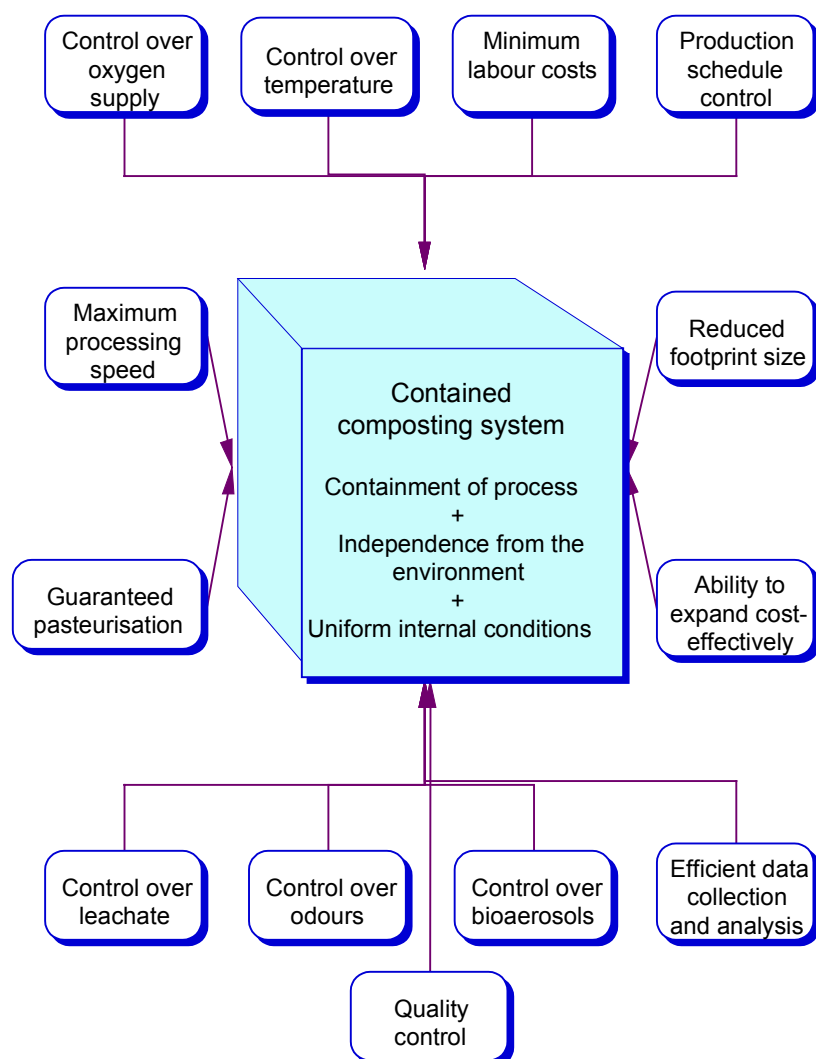 Control over
oxygen
supply
Control over
temperature
Minimum
labour costs
Production
schedule
control
Maximum
processing
speed
Reduced
footprint size
Contained
composting system
Containment of process
+
Independence from the
environment
+
Uniform internal conditions
Guaranteed
pasteurisation
Ability to
expand cost-
effectively
Control over
leachate
Control over
odours
Control over
bioaerosols
Efficient data
collection
and analysis
Quality
control